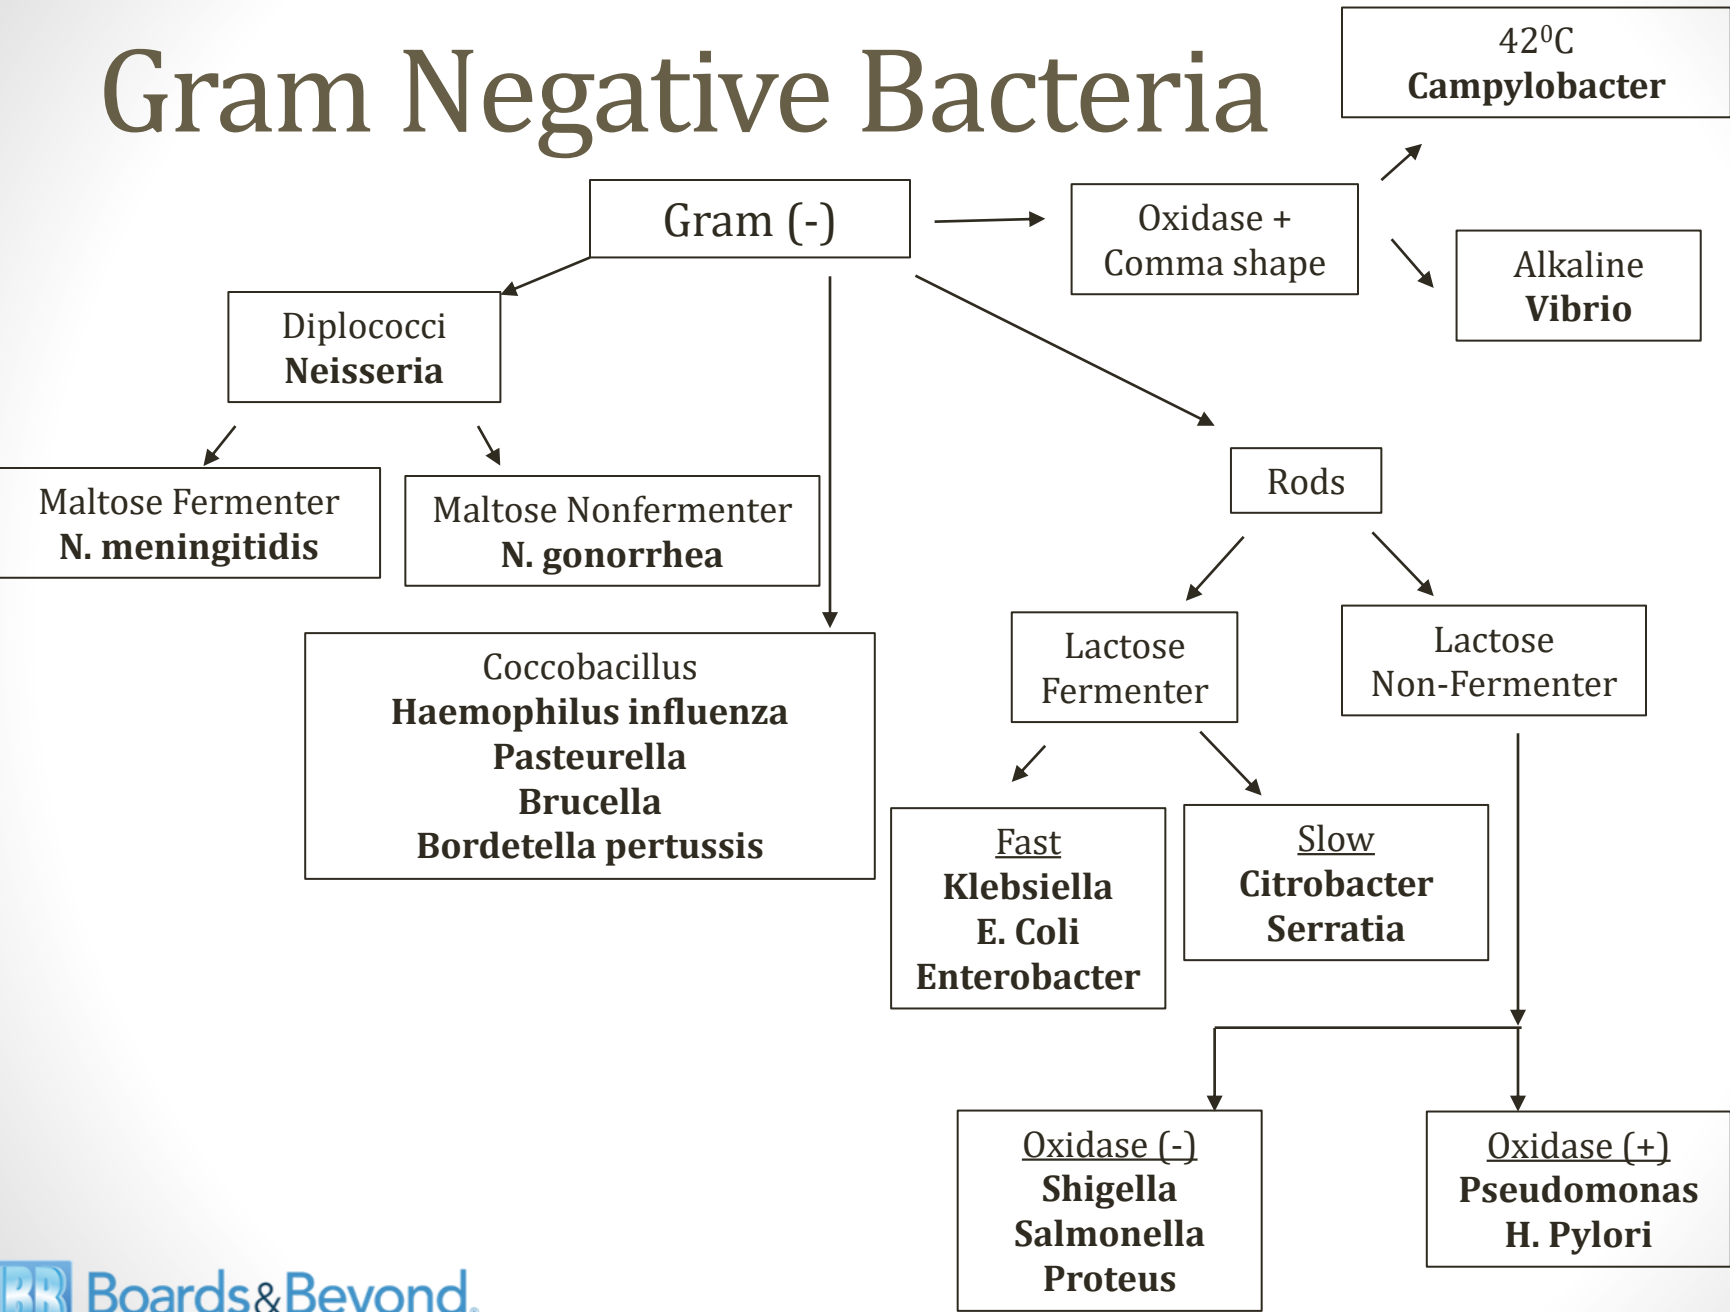 Gram Negative Bacteria
42⁰C
Campylobacter
Gram (-)
Oxidase +
Comma shape
Alkaline
Vibrio
Diplococci
Neisseria
Maltose Fermenter
N. meningitidis
Maltose Nonfermenter
N. gonorrhea
Rods
Coccobacillus
Haemophilus influenza
Pasteurella
Brucella
Bordetella pertussis
Lactose
Fermenter
Lactose
Non-Fermenter
Fast
Klebsiella
E. Coli
Enterobacter
Slow
Citrobacter
Serratia
Oxidase (-)
Shigella
Salmonella
Proteus
Oxidase (+)
Pseudomonas
H. Pylori
BB Boards&Beyond.